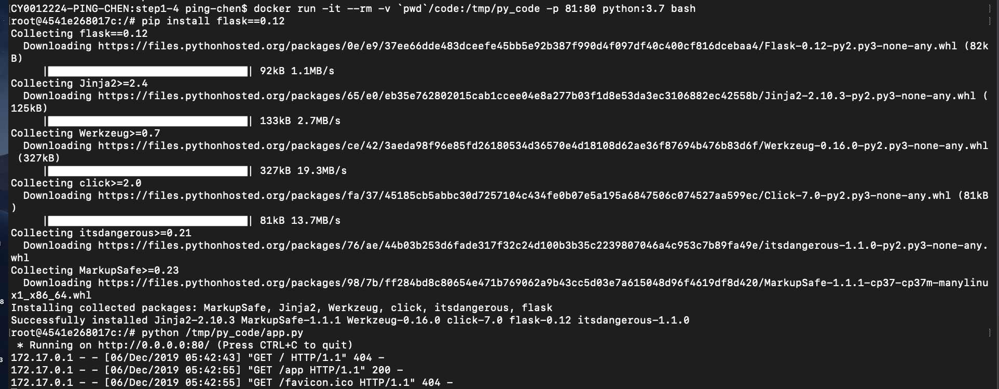 [CY0012224-PING-CHEN:step1-4 ping-chen$ docker run -it --rm -v `pwd`/code:/tmp/py_code -p 81:80 python:3.7 bash ]
[root@4541e268017c:/# pip install flask==0.12 ]
Collecting flask==0.12
  Downloading https://files.pythonhosted.org/packages/0e/e9/37ee66dde483dceefe45bb5e92b387f990d4f097df40c400cf816dcebaa4/Flask-0.12-py2.py3-none-any.whl (82k
B)
     |████████████████████████████████| 92kB 1.1MB/s
Collecting Jinja2>=2.4
  Downloading https://files.pythonhosted.org/packages/65/e0/eb35e762802015cab1ccee04e8a277b03f1d8e53da3ec3106882ec42558b/Jinja2-2.10.3-py2.py3-none-any.whl (
125kB)
     |████████████████████████████████| 133kB 2.7MB/s
Collecting Werkzeug>=0.7
  Downloading https://files.pythonhosted.org/packages/ce/42/3aeda98f96e85fd26180534d36570e4d18108d62ae36f87694b476b83d6f/Werkzeug-0.16.0-py2.py3-none-any.whl
 (327kB)
     |████████████████████████████████| 327kB 19.3MB/s
Collecting click>=2.0
  Downloading https://files.pythonhosted.org/packages/fa/37/45185cb5abbc30d7257104c434fe0b07e5a195a6847506c074527aa599ec/Click-7.0-py2.py3-none-any.whl (81kB
)
     |████████████████████████████████| 81kB 13.7MB/s
Collecting itsdangerous>=0.21
  Downloading https://files.pythonhosted.org/packages/76/ae/44b03b253d6fade317f32c24d100b3b35c2239807046a4c953c7b89fa49e/itsdangerous-1.1.0-py2.py3-none-any.
whl
Collecting MarkupSafe>=0.23
  Downloading https://files.pythonhosted.org/packages/98/7b/ff284bd8c80654e471b769062a9b43cc5d03e7a615048d96f4619df8d420/MarkupSafe-1.1.1-cp37-cp37m-manylinu
x1_x86_64.whl
Installing collected packages: MarkupSafe, Jinja2, Werkzeug, click, itsdangerous, flask
Successfully installed Jinja2-2.10.3 MarkupSafe-1.1.1 Werkzeug-0.16.0 click-7.0 flask-0.12 itsdangerous-1.1.0
[root@4541e268017c:/# python /tmp/py_code/app.py ]
 * Running on http://0.0.0.0:80/ (Press CTRL+C to quit)
172.17.0.1 - - [06/Dec/2019 05:42:43] "GET / HTTP/1.1" 404 -
172.17.0.1 - - [06/Dec/2019 05:42:55] "GET /app HTTP/1.1" 200 -
172.17.0.1 - - [06/Dec/2019 05:42:55] "GET /favicon.ico HTTP/1.1" 404 -